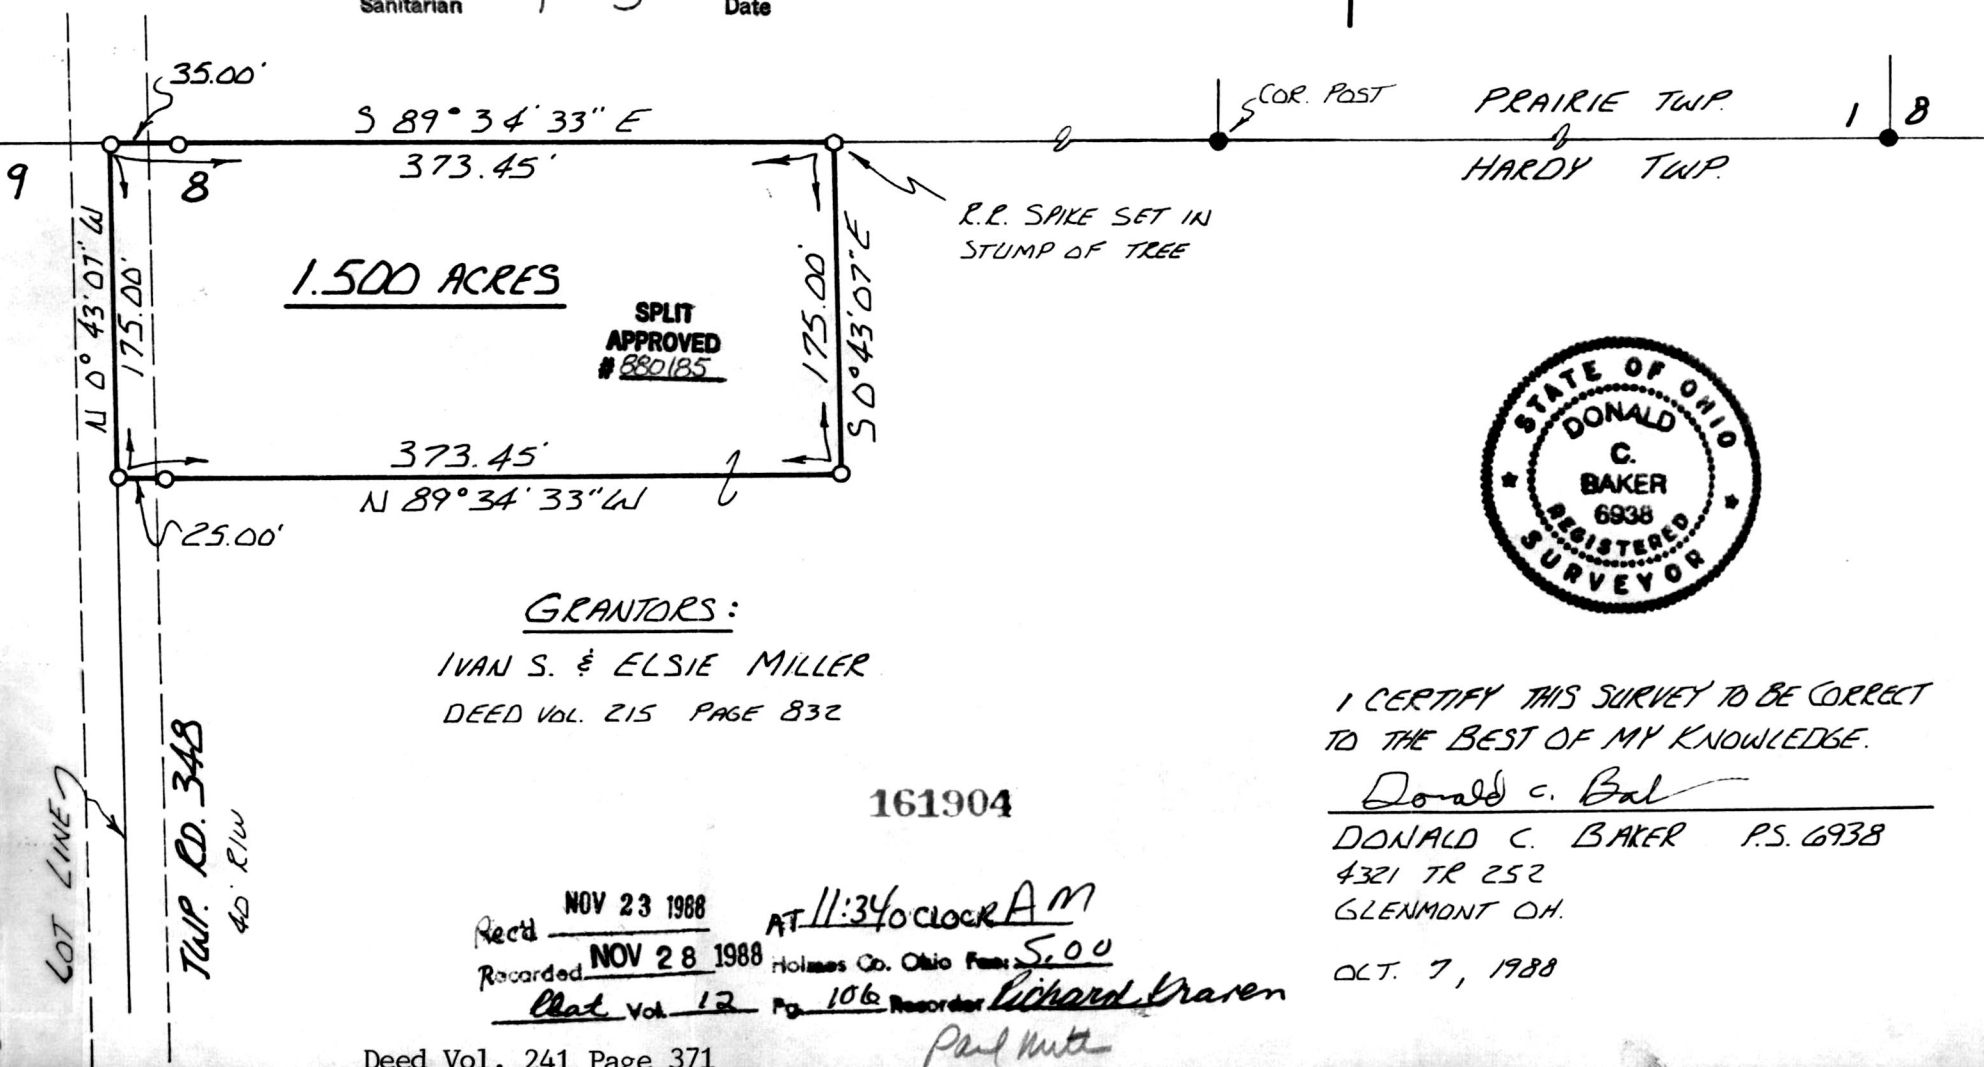 Sanitarian Date
35.00'
S 89° 34' 33" E
373.45'
COR. POST
PRAIRIE TWP.
HARDY TWP.
1 8
9 8
R.R. SPIKE SET IN
STUMP OF TREE
N 0° 43' 07" W
175.00'
1.500 ACRES
SPLIT
APPROVED
# 880185
175.00'
S 0° 43' 07" E
373.45'
N 89° 34' 33" W
25.00'
STATE OF OHIO
DONALD
C.
BAKER
6938
REGISTERED
SURVEYOR
GRANTORS:
IVAN S. & ELSIE MILLER
DEED VOL. 215 PAGE 832
LOT LINE
TWP. RD. 348
40' R/W
161904
I CERTIFY THIS SURVEY TO BE CORRECT
TO THE BEST OF MY KNOWLEDGE.
Donald C. Bak
DONALD C. BAKER P.S. 6938
4321 TR 252
GLENMONT OH.
OCT. 7, 1988
Rec'd NOV 23 1988 AT 11:34 O'CLOCK AM
Recorded NOV 28 1988 Holmes Co. Ohio Fee: 5.00
Plat Vol. 12 Pg. 106 Recorder Richard Graven
Deed Vol. 241 Page 371